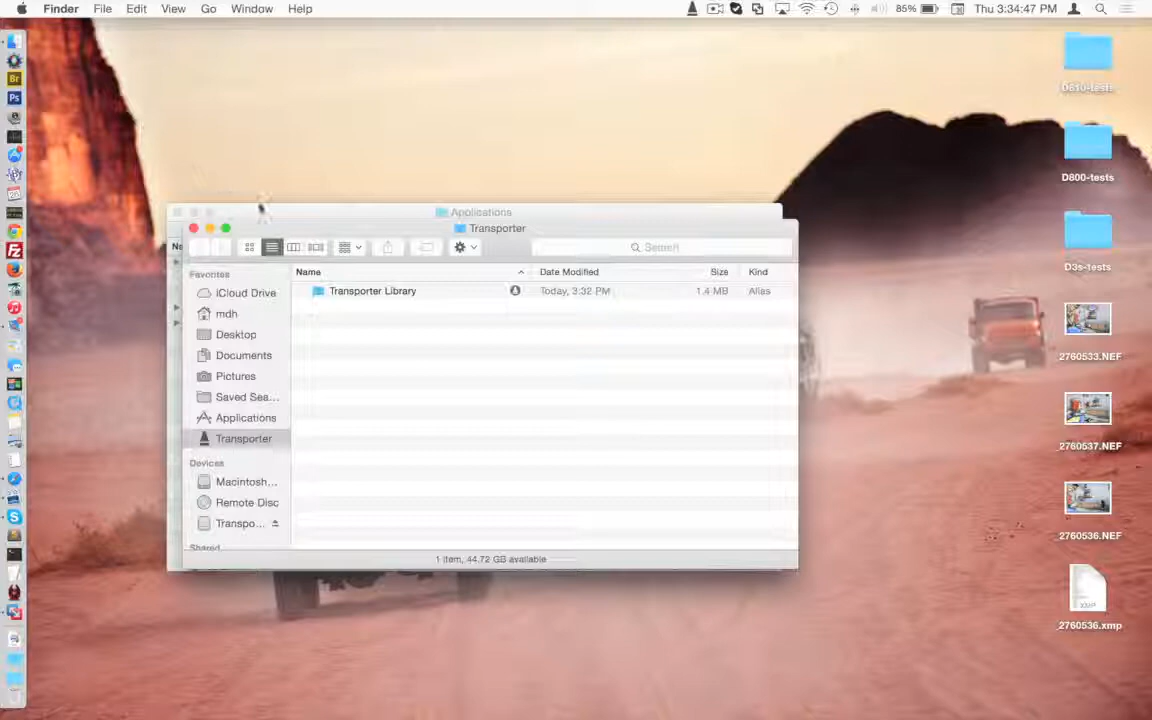 Finder File Edit View Go Window Help 85% Thu 3:34:47 PM
Br
Ps
D810-tests
D800-tests
D3s-tests
2760533.NEF
2760537.NEF
2760536.NEF
XMP
2760536.xmp
Applications
Transporter
Search
Favorites
iCloud Drive
mdh
Desktop
Documents
Pictures
Saved Sea...
Applications
Transporter
Devices
Macintosh...
Remote Disc
Transpo...
Shared
Name Date Modified Size Kind
Transporter Library Today, 3:32 PM 1.4 MB Alias
1 item, 44.72 GB available